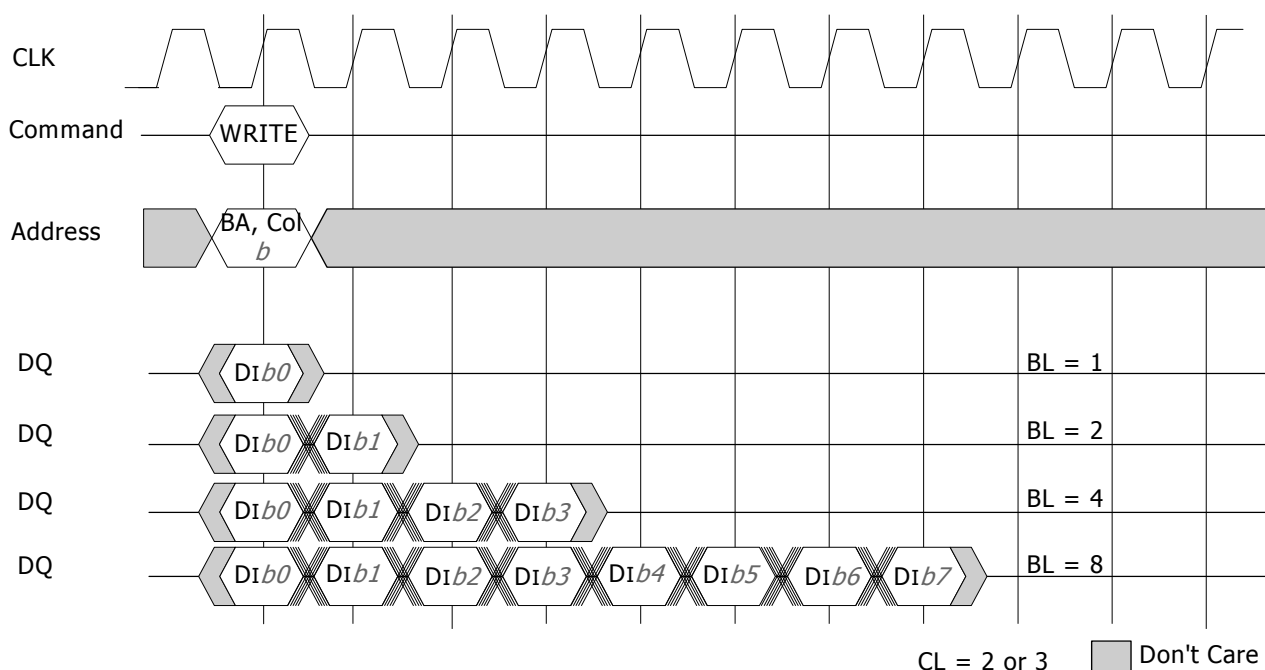 CLK
Command WRITE
Address BA, Col
b
DQ DIb0 BL = 1
DQ DIb0 DIb1 BL = 2
DQ DIb0 DIb1 DIb2 DIb3 BL = 4
DQ DIb0 DIb1 DIb2 DIb3 DIb4 DIb5 DIb6 DIb7 BL = 8
CL = 2 or 3 Don't Care